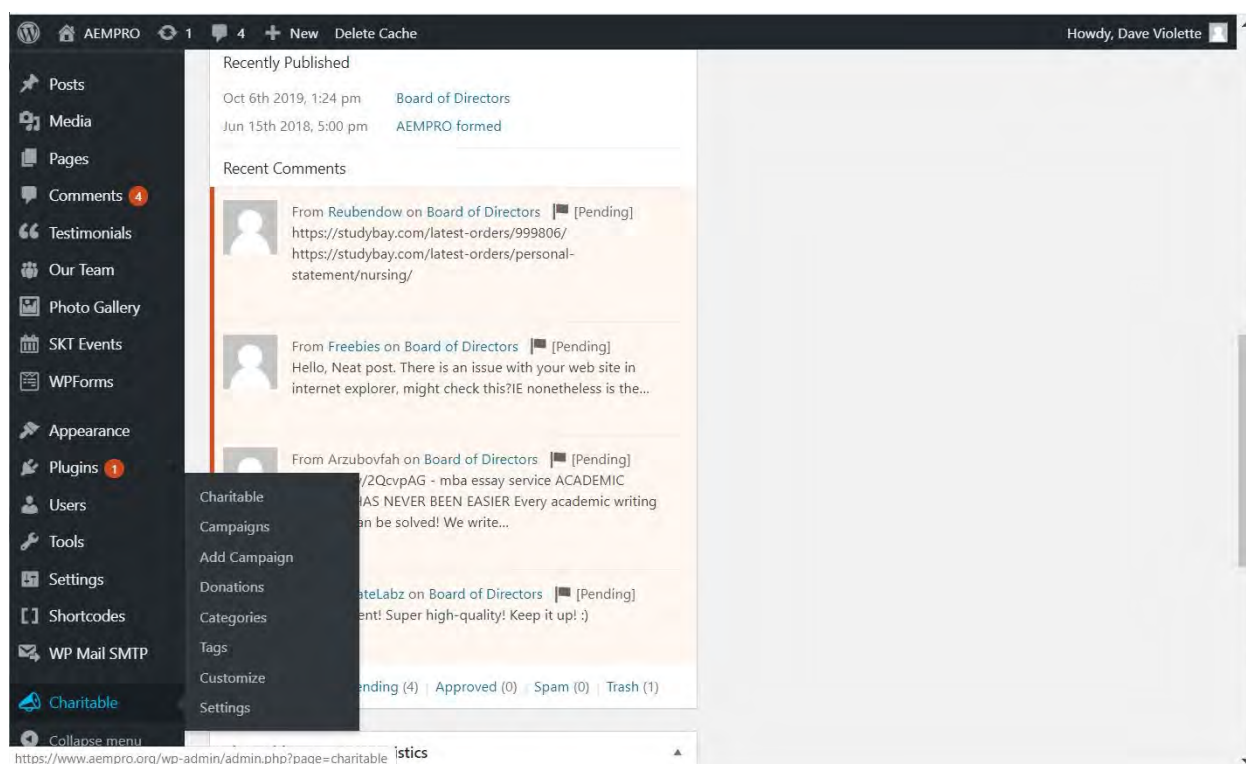 AEMPRO 1 4 + New Delete Cache Howdy, Dave Violette
Posts
Media
Pages
Comments 4
Testimonials
Our Team
Photo Gallery
SKT Events
WPForms
Appearance
Plugins 1
Users
Tools
Settings
Shortcodes
WP Mail SMTP
Charitable
Collapse menu
Charitable
Campaigns
Add Campaign
Donations
Categories
Tags
Customize
Settings
Recently Published
Oct 6th 2019, 1:24 pm Board of Directors
Jun 15th 2018, 5:00 pm AEMPRO formed
Recent Comments
From Reubendow on Board of Directors [Pending]
https://studybay.com/latest-orders/999806/
https://studybay.com/latest-orders/personal-
statement/nursing/
From Freebies on Board of Directors [Pending]
Hello, Neat post. There is an issue with your web site in
internet explorer, might check this?IE nonetheless is the...
From Arzubovfah on Board of Directors [Pending]
/2QcvpAG - mba essay service ACADEMIC
HAS NEVER BEEN EASIER Every academic writing
be solved! We write...
ateLabz on Board of Directors [Pending]
ent! Super high-quality! Keep it up! :)
ending (4) | Approved (0) | Spam (0) | Trash (1)
istics
https://www.aempro.org/wp-admin/admin.php?page=charitable